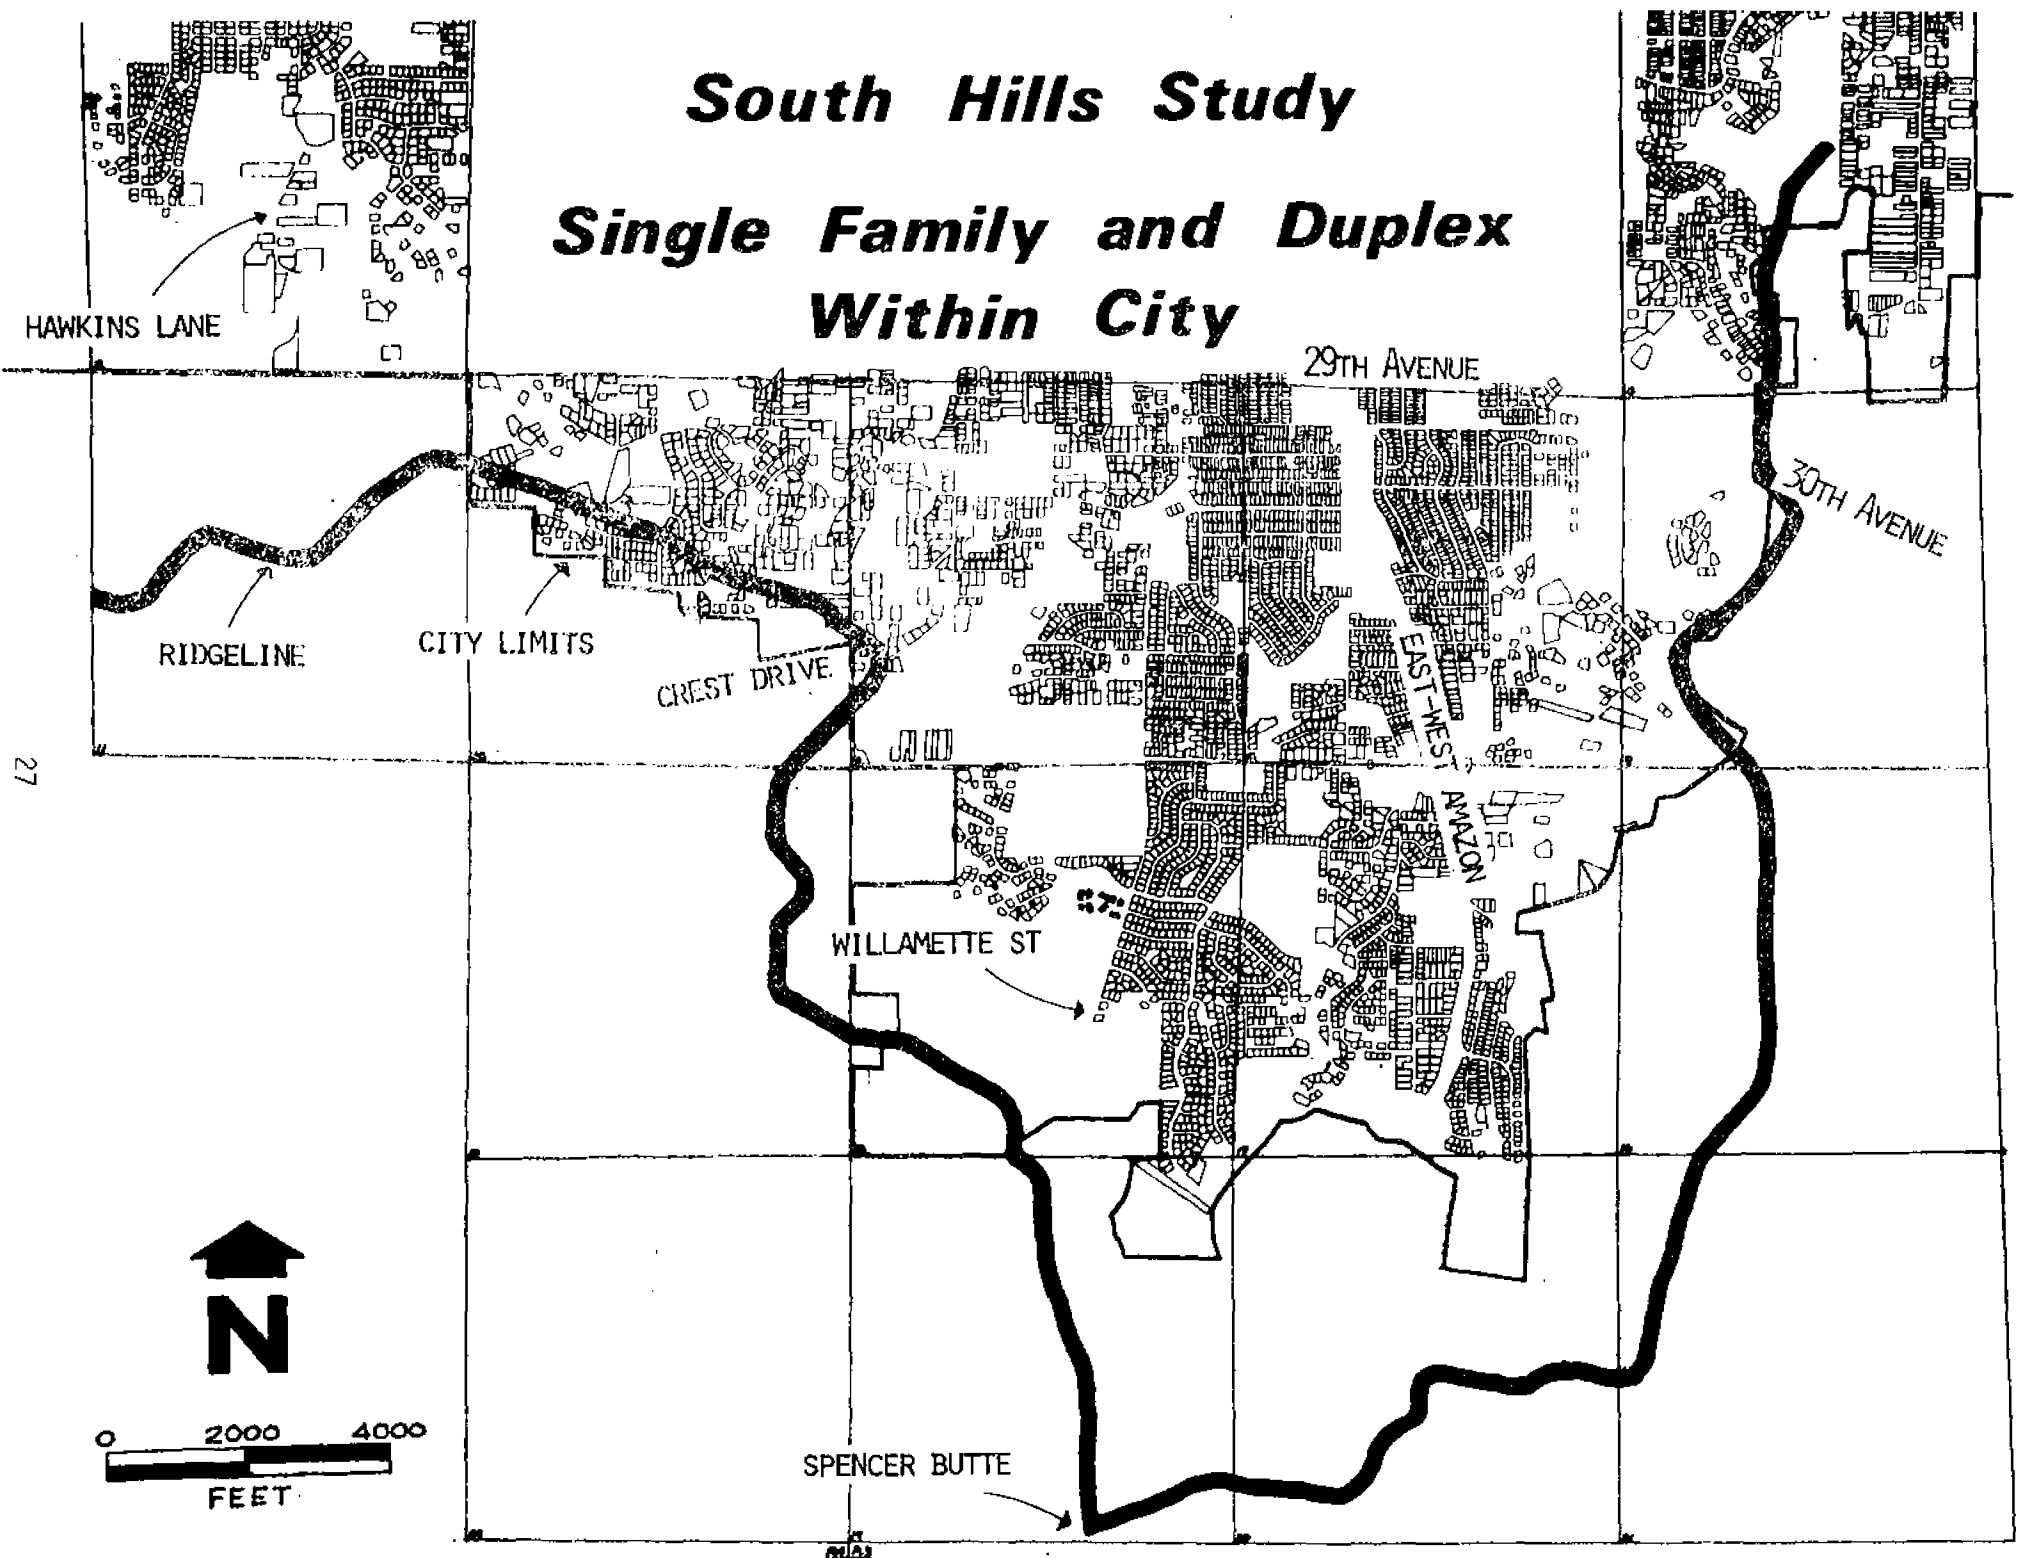 South Hills Study
Single Family and Duplex
Within City
HAWKINS LANE
29TH AVENUE
30TH AVENUE
RIDGELINE
CITY LIMITS
CREST DRIVE
EAST-WEST AMAZON
27
WILLAMETTE ST
N
0 2000 4000
FEET
SPENCER BUTTE